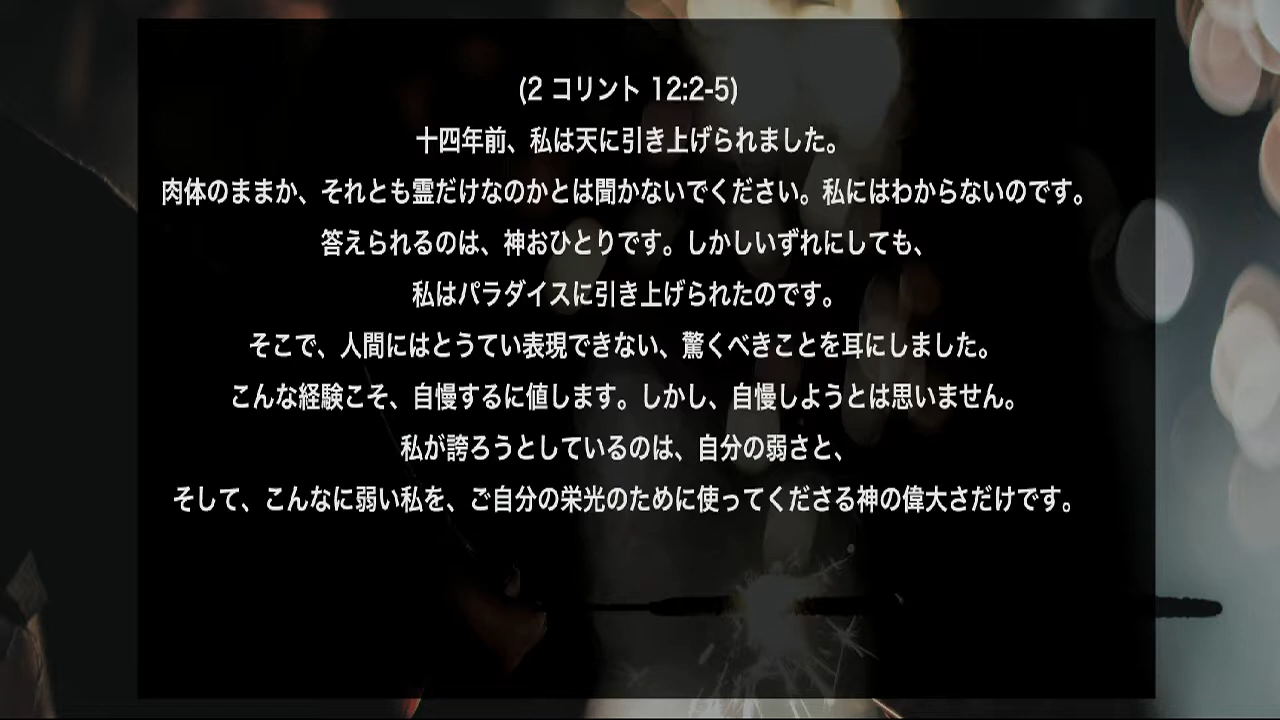 (2 コリント 12:2-5)
十四年前、私は天に引き上げられました。
肉体のままか、それとも霊だけなのかとは聞かないでください。私にはわからないのです。
答えられるのは、神おひとりです。しかしいずれにしても、
私はパラダイスに引き上げられたのです。
そこで、人間にはとうてい表現できない、驚くべきことを耳にしました。
こんな経験こそ、自慢するに値します。しかし、自慢しようとは思いません。
私が誇ろうとしているのは、自分の弱さと、
そして、こんなに弱い私を、ご自分の栄光のために使ってくださる神の偉大さだけです。